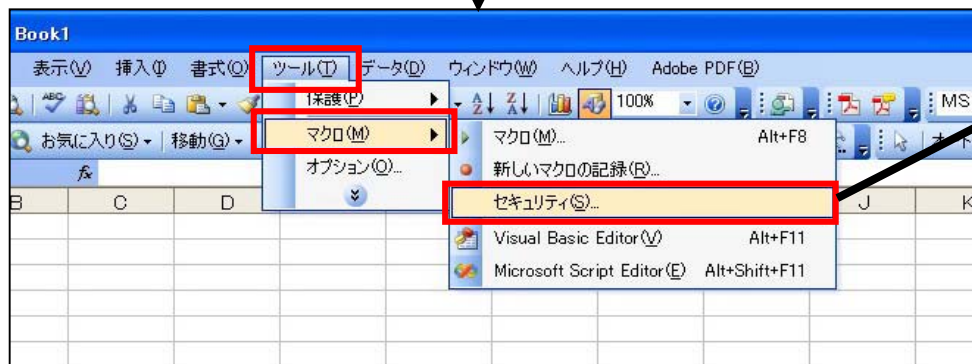 Book1
表示(V) 挿入(I) 書式(O) ツール(T) データ(D) ウィンドウ(W) ヘルプ(H) Adobe PDF(B)
ABC 100% MS
お気に入り(S) 移動(G)
保護(P)
マクロ(M)
オプション(O)...
マクロ(M)... Alt+F8
新しいマクロの記録(R)...
セキュリティ(S)...
Visual Basic Editor(V) Alt+F11
Microsoft Script Editor(E) Alt+Shift+F11
fx
B C D J K